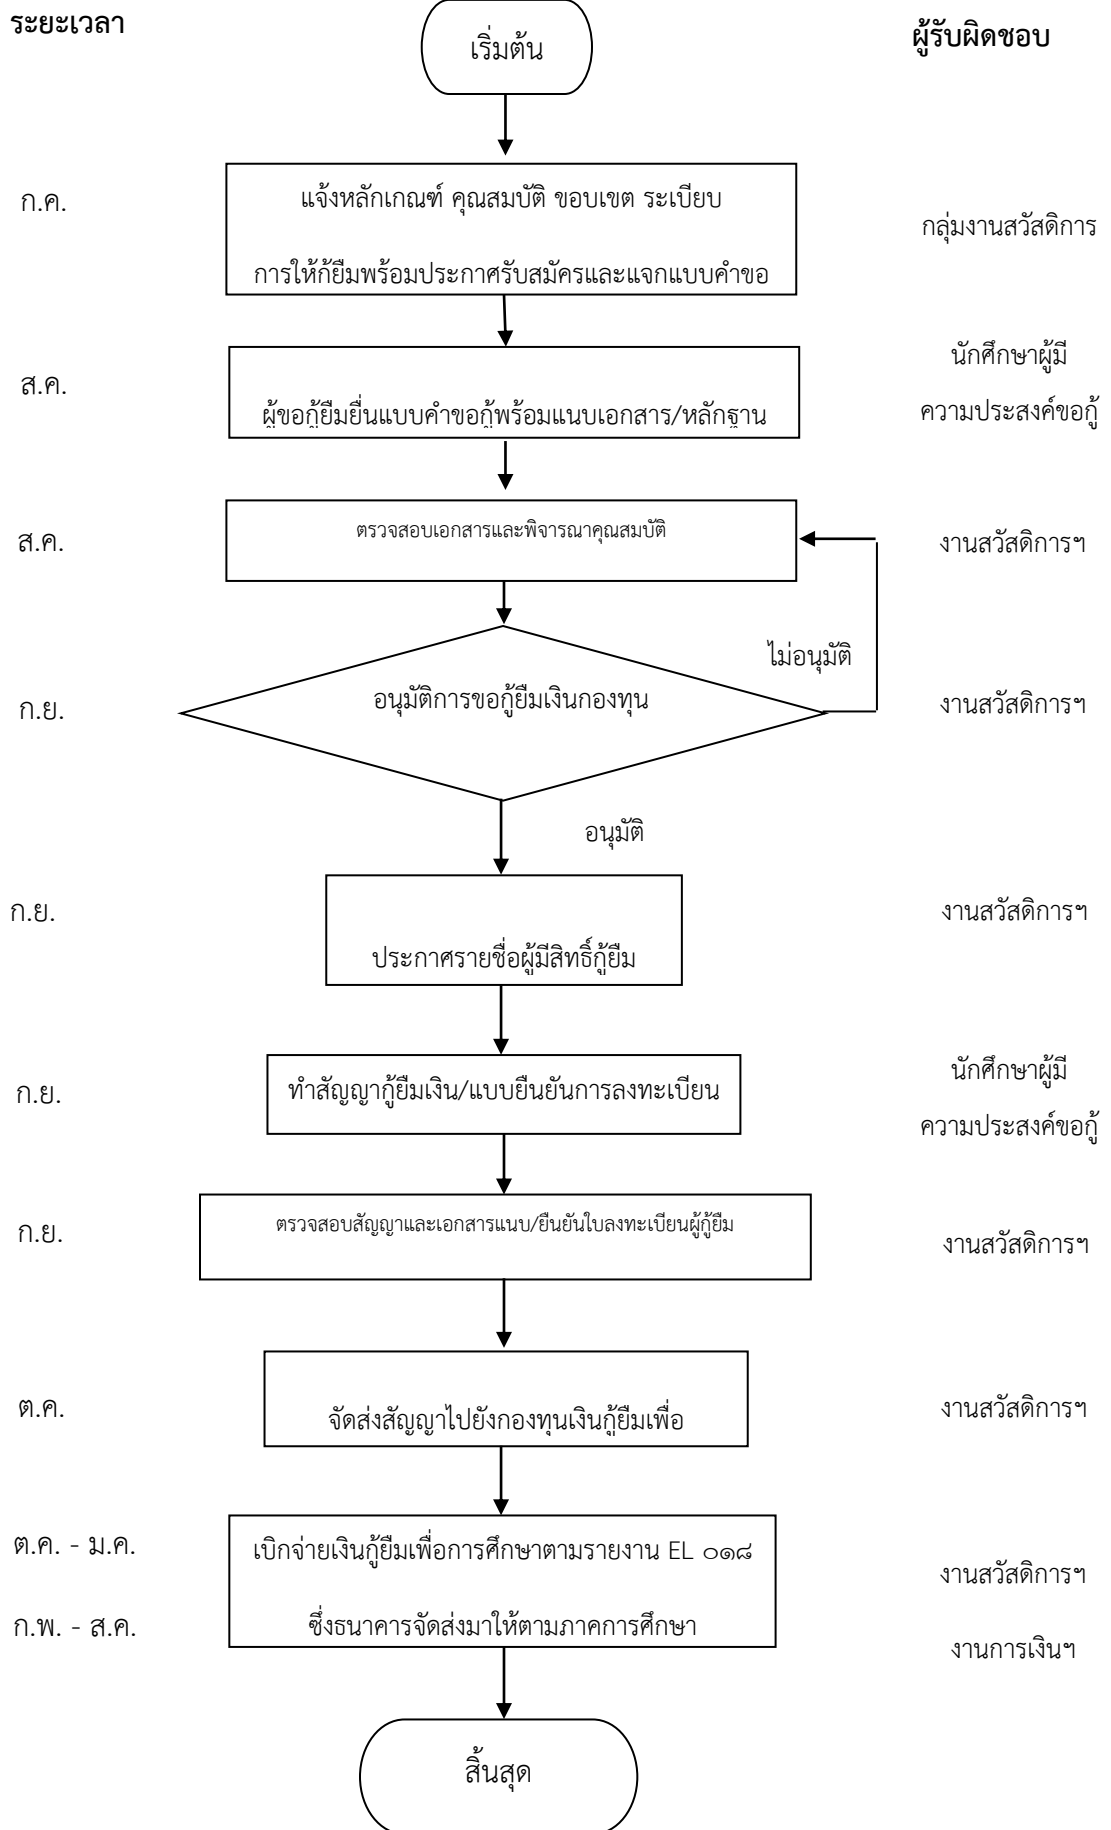 ระยะเวลา
เริ่มต้น
ผู้รับผิดชอบ
ก.ค.
แจ้งหลักเกณฑ์ คุณสมบัติ ขอบเขต ระเบียบ
การให้กู้ยืมพร้อมประกาศรับสมัครและแจกแบบคำขอ
กลุ่มงานสวัสดิการ
ส.ค.
ผู้ขอกู้ยืมยื่นแบบคำขอกู้พร้อมแนบเอกสาร/หลักฐาน
นักศึกษาผู้มี
ความประสงค์ขอกู้
ส.ค.
ตรวจสอบเอกสารและพิจารณาคุณสมบัติ
งานสวัสดิการฯ
ไม่อนุมัติ
ก.ย.
อนุมัติการขอกู้ยืมเงินกองทุน
งานสวัสดิการฯ
อนุมัติ
ก.ย.
ประกาศรายชื่อผู้มีสิทธิ์กู้ยืม
งานสวัสดิการฯ
ก.ย.
ทำสัญญากู้ยืมเงิน/แบบยืนยันการลงทะเบียน
นักศึกษาผู้มี
ความประสงค์ขอกู้
ก.ย.
ตรวจสอบสัญญาและเอกสารแนบ/ยืนยันใบลงทะเบียนผู้กู้ยืม
งานสวัสดิการฯ
ต.ค.
จัดส่งสัญญาไปยังกองทุนเงินกู้ยืมเพื่อ
งานสวัสดิการฯ
ต.ค. - ม.ค.
ก.พ. - ส.ค.
เบิกจ่ายเงินกู้ยืมเพื่อการศึกษาตามรายงาน EL ๐๑๘
ซึ่งธนาคารจัดส่งมาให้ตามภาคการศึกษา
งานสวัสดิการฯ
งานการเงินฯ
สิ้นสุด